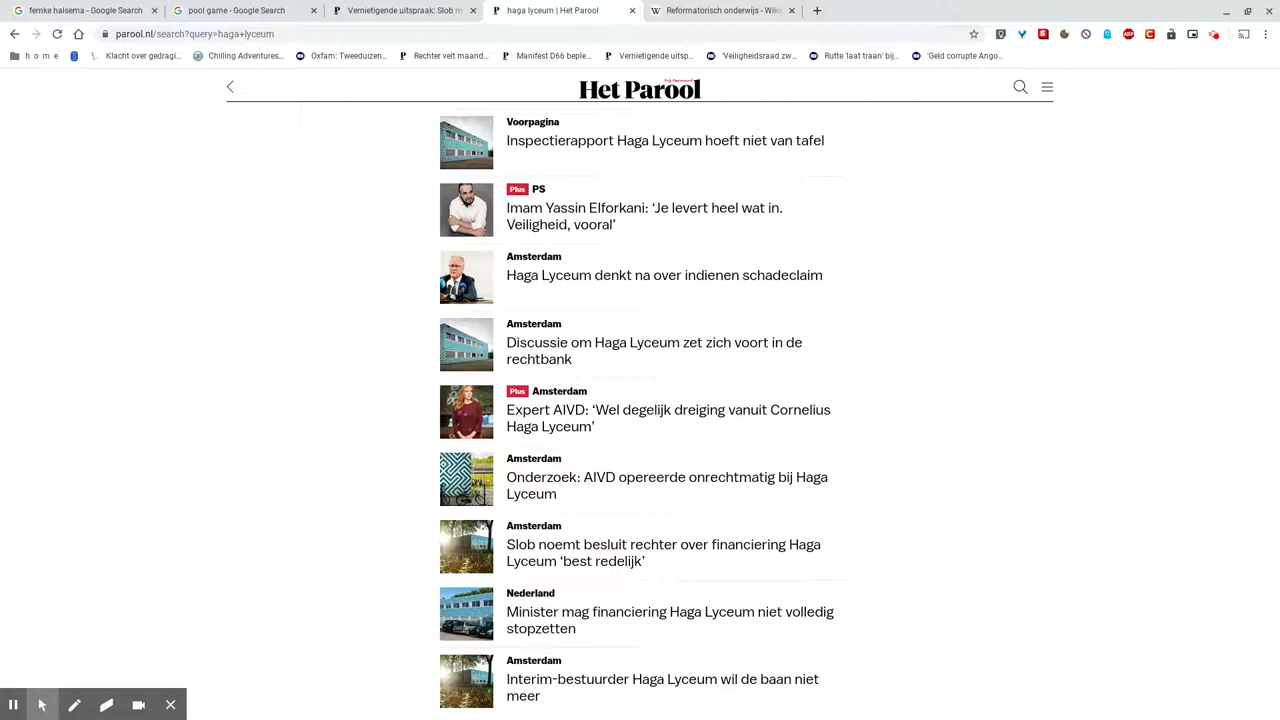 femke halsema - Google Search
pool game - Google Search
Vernietigende uitspraak: Slob m
haga lyceum | Het Parool
Reformatorisch onderwijs - Wiki
parool.nl/search?query=haga+lyceum
h o m e
Klacht over gedragi...
Chilling Adventures...
Oxfam: Tweeduizen...
Rechter velt maand...
Manifest D66 beple...
Vernietigende uitsp...
'Veiligheidsraad zw...
Rutte 'laat traan' bij...
'Geld corrupte Ango...
Het Parool
Voorpagina
Inspectierapport Haga Lyceum hoeft niet van tafel
Plus PS
Imam Yassin Elforkani: ‘Je levert heel wat in.
Veiligheid, vooral’
Amsterdam
Haga Lyceum denkt na over indienen schadeclaim
Amsterdam
Discussie om Haga Lyceum zet zich voort in de
rechtbank
Plus Amsterdam
Expert AIVD: ‘Wel degelijk dreiging vanuit Cornelius
Haga Lyceum’
Amsterdam
Onderzoek: AIVD opereerde onrechtmatig bij Haga
Lyceum
Amsterdam
Slob noemt besluit rechter over financiering Haga
Lyceum ‘best redelijk’
Nederland
Minister mag financiering Haga Lyceum niet volledig
stopzetten
Amsterdam
Interim-bestuurder Haga Lyceum wil de baan niet
meer